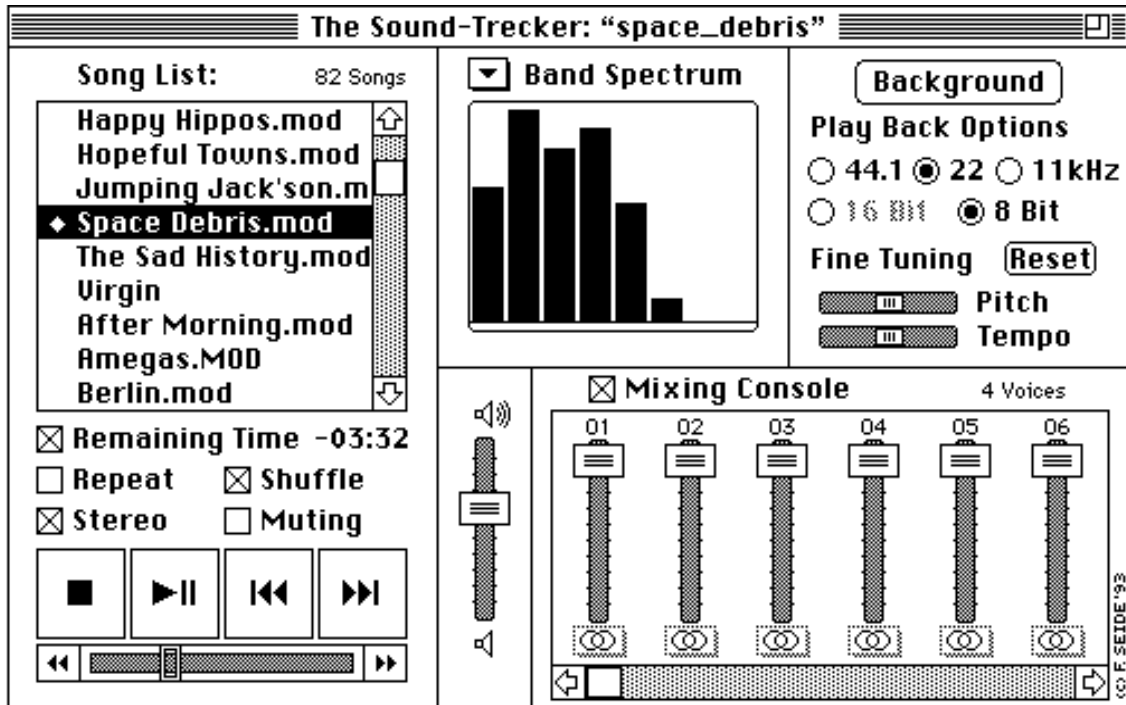 The Sound-Trecker: “space_debris”
Song List: 82 Songs
Happy Hippos.mod
Hopeful Towns.mod
Jumping Jack'son.m
Space Debris.mod
The Sad History.mod
Virgin
After Morning.mod
Amegas.MOD
Berlin.mod
Remaining Time -03:32
Repeat Shuffle
Stereo Muting
Band Spectrum
Background
Play Back Options
44.1 22 11kHz
16 Bit 8 Bit
Fine Tuning Reset
Pitch
Tempo
Mixing Console 4 Voices
01 02 03 04 05 06
(c) F. SEIDE '93